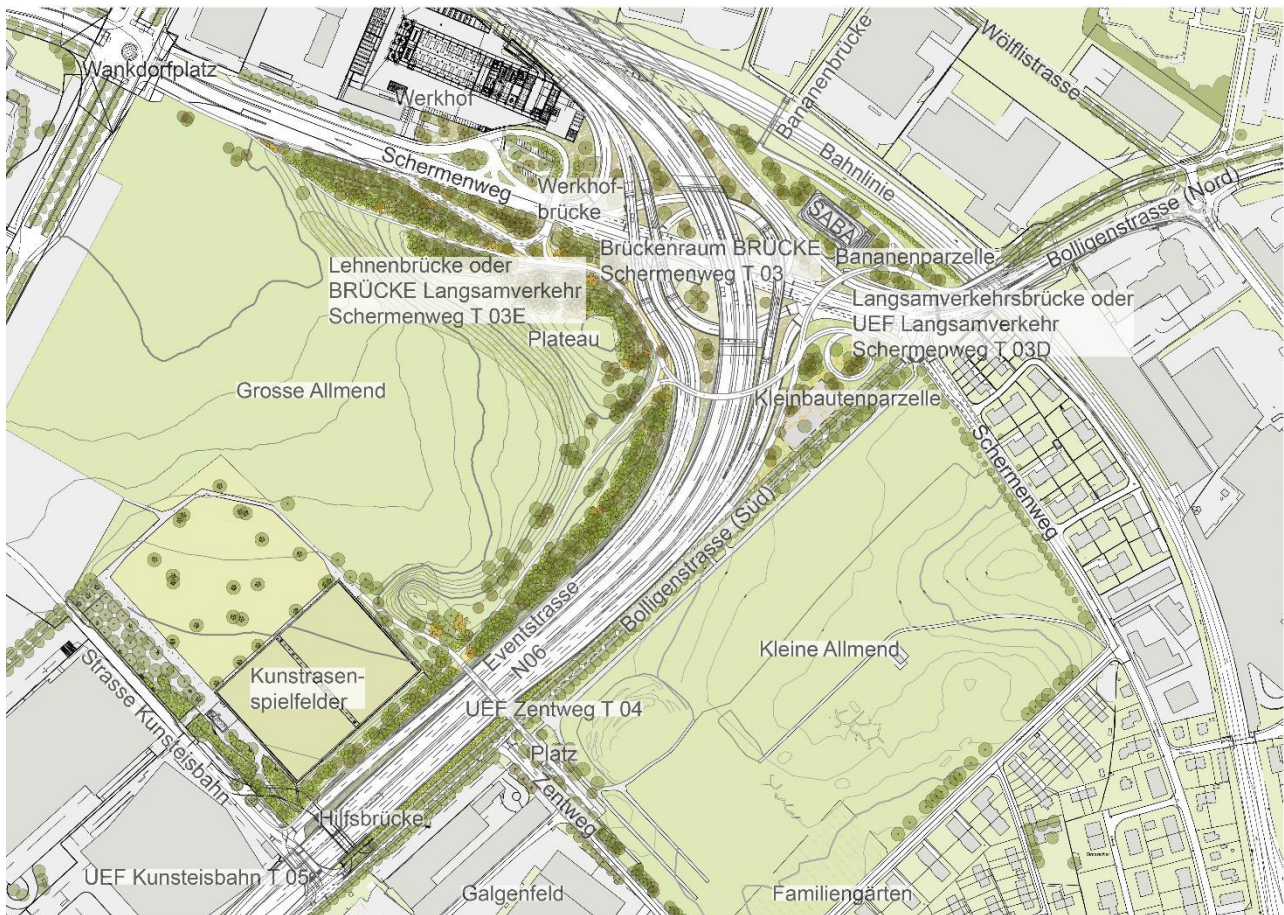 Wankdorfplatz
Werkhof
Bananenbrücke
Wölflistrasse
Schermenweg
Bahnlinie
Werkhof-
brücke
SABA
Bolligenstrasse (Nord)
Brückenraum BRÜCKE
Schermenweg T 03
Bananenparzelle
Lehnenbrücke oder
BRÜCKE Langsamverkehr
Schermenweg T 03E
Langsamverkehrsbrücke oder
UEF Langsamverkehr
Schermenweg T 03D
Plateau
Grosse Allmend
Kleinbautenparzelle
Schermenweg
Bolligenstrasse (Süd)
Eventstrasse
N06
Kleine Allmend
Kunstrasen-
spielfelder
Strasse Kunsteisbahn
UEF Zentweg T 04
Platz
Zentweg
Hilfsbrücke
UEF Kunsteisbahn T 05
Galgenfeld
Familiengärten